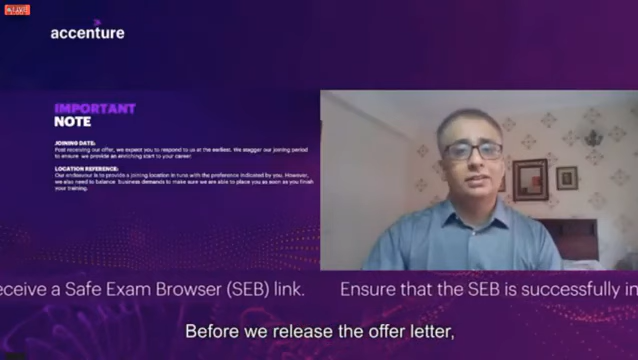 LIVE
accenture
IMPORTANT
NOTE
JOINING DATE:
Post receiving our offer, we expect you to respond to us at the earliest. We stagger our joining period
to ensure we provide an enriching start to your career
LOCATION REFERENCE:
Our endeavour is to provide a joining location in tune with the preference indicated by you. However,
we also need to balance business demands to make sure we are able to place you as soon as you finish
your training.
eceive a Safe Exam Browser (SEB) link. Ensure that the SEB is successfully in
Before we release the offer letter,